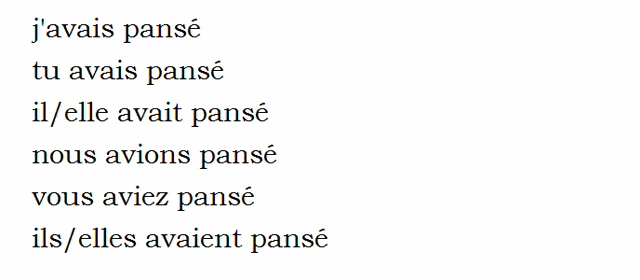 j'avais pansé
tu avais pansé
il/elle avait pansé
nous avions pansé
vous aviez pansé
ils/elles avaient pansé